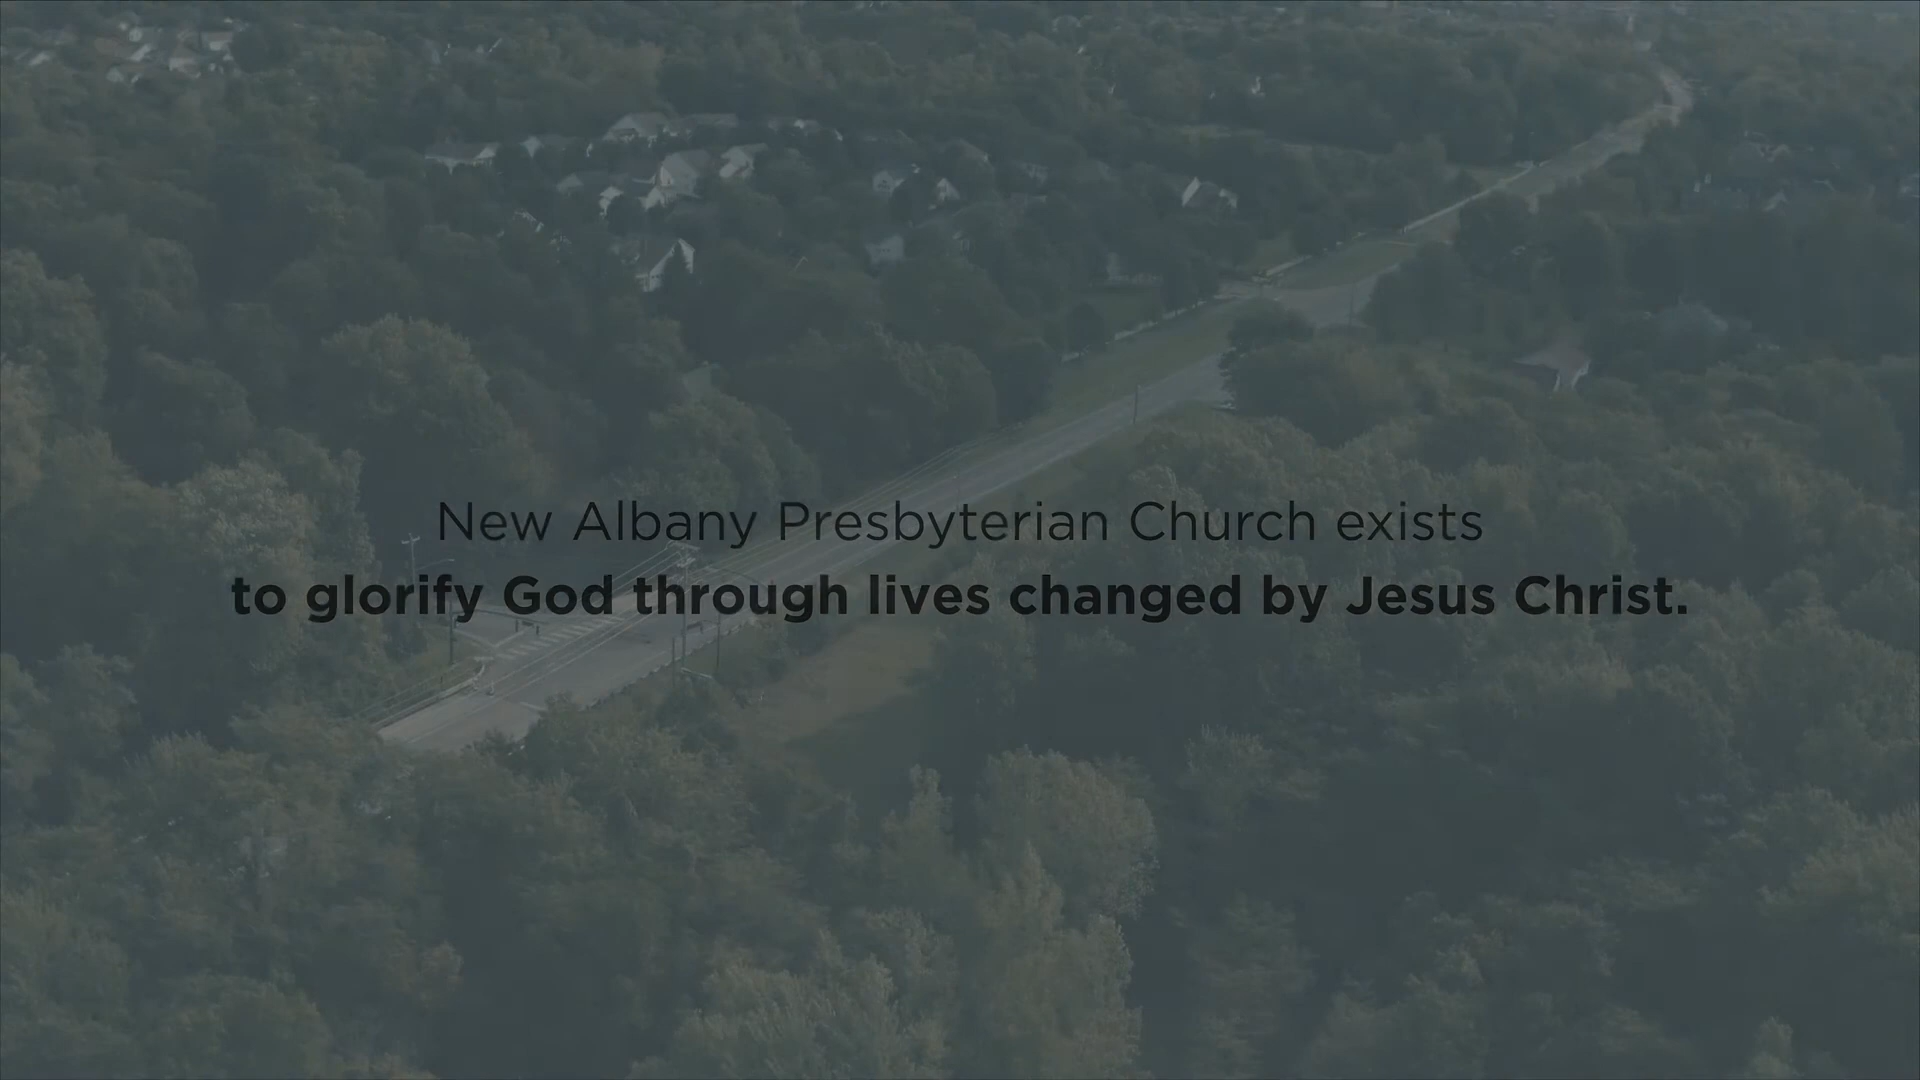 New Albany Presbyterian Church exists
to glorify God through lives changed by Jesus Christ.